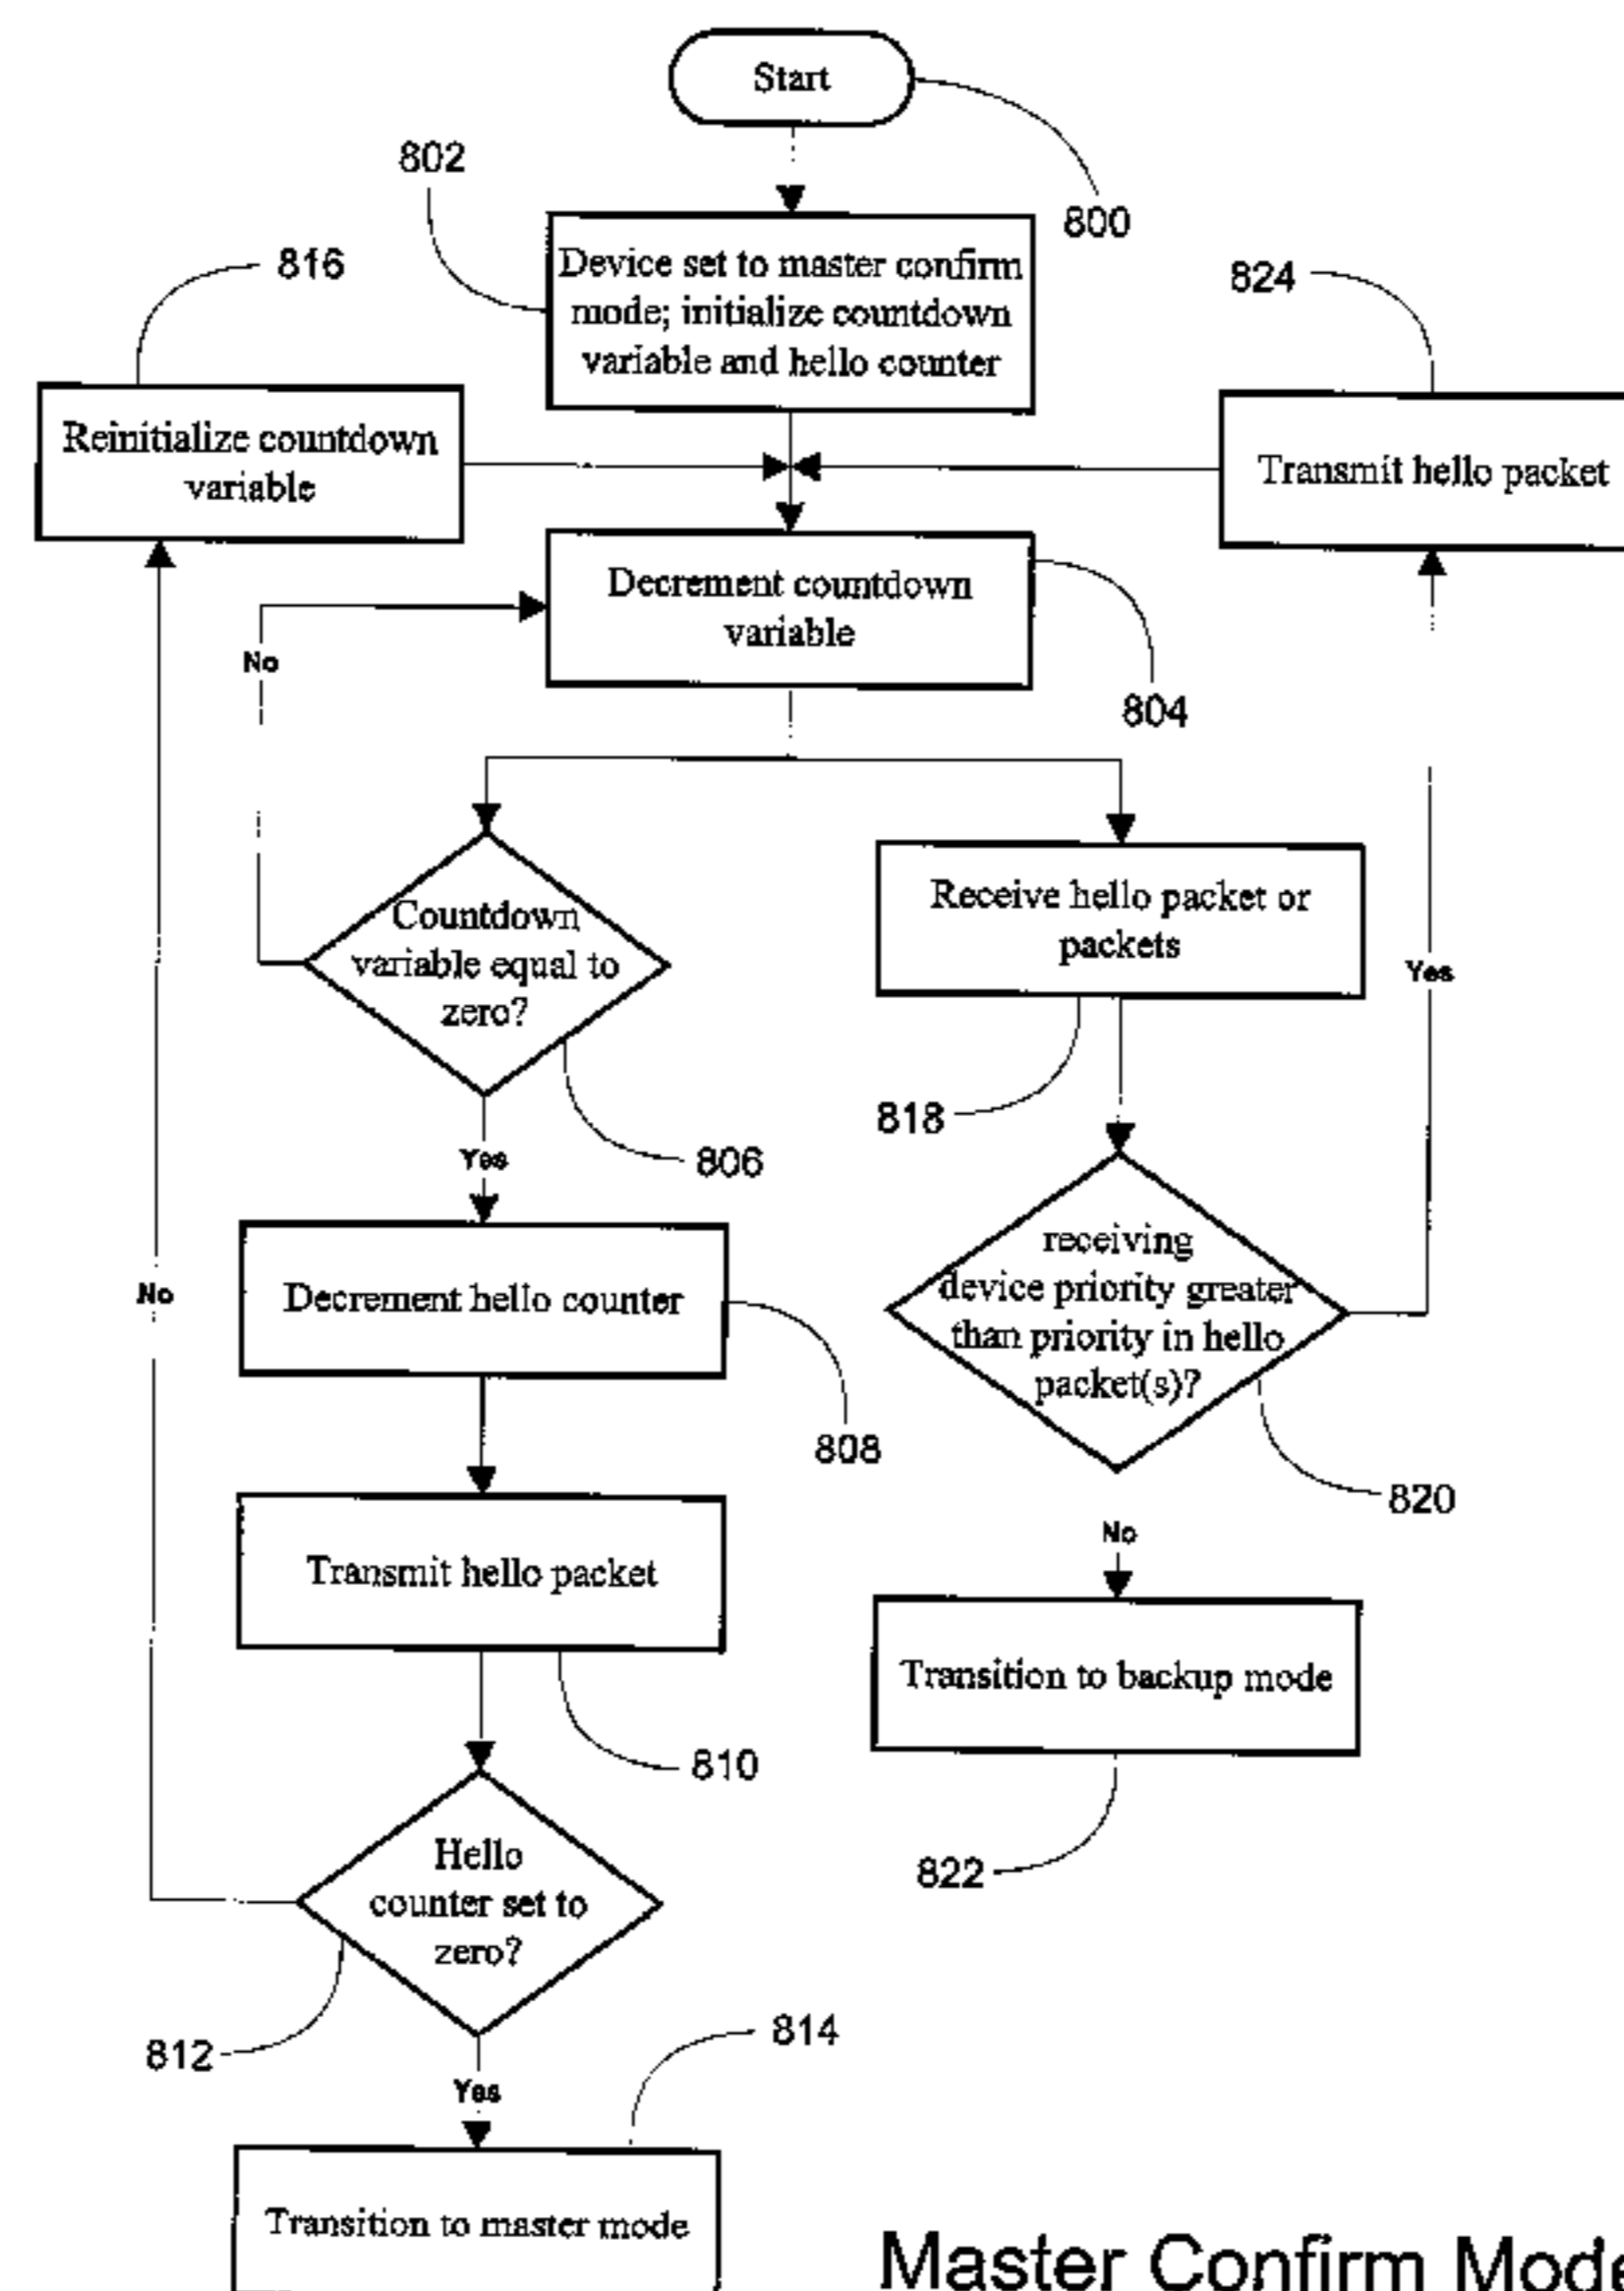 Start
802
800
Device set to master confirm
mode; initialize countdown
variable and hello counter
816
824
Reinitialize countdown
variable
Transmit hello packet
Decrement countdown
variable
No
804
Countdown
variable equal to
zero?
Receive hello packet or
packets
Yes
818
Yes
806
receiving
device priority greater
than priority in hello
packet(s)?
No
Decrement hello counter
808
820
No
Transmit hello packet
Transition to backup mode
810
822
Hello
counter set to
zero?
812
814
Yes
Transition to master mode
Master Confirm Mode